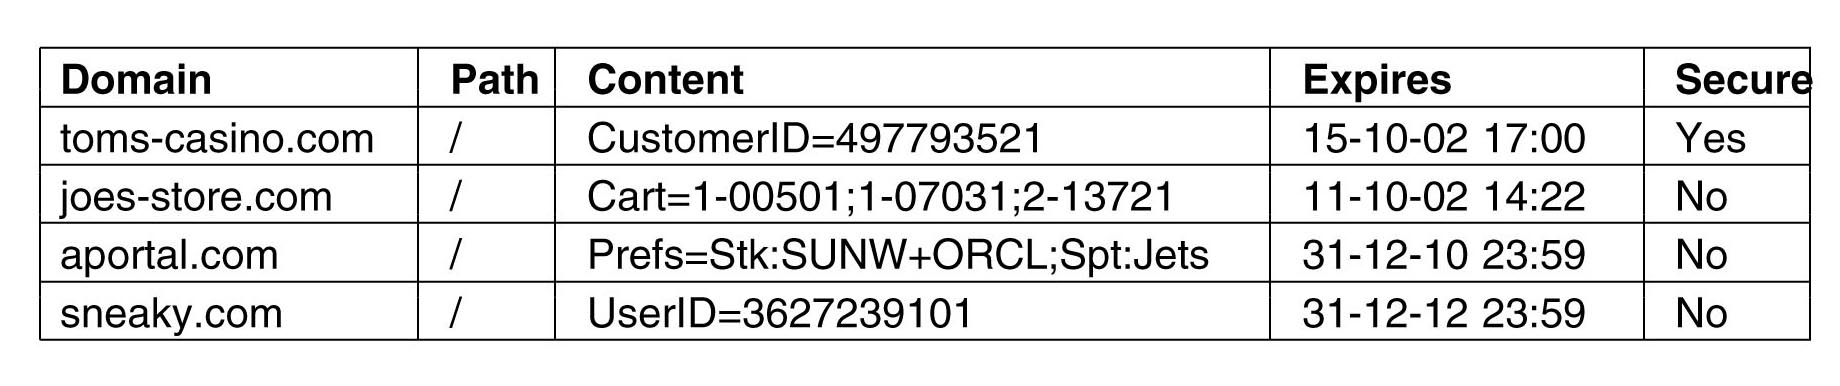 Domain Path Content Expires Secure
toms-casino.com / CustomerID=497793521 15-10-02 17:00 Yes
joes-store.com / Cart=1-00501;1-07031;2-13721 11-10-02 14:22 No
aportal.com / Prefs=Stk:SUNW+ORCL;Spt:Jets 31-12-10 23:59 No
sneaky.com / UserID=3627239101 31-12-12 23:59 No